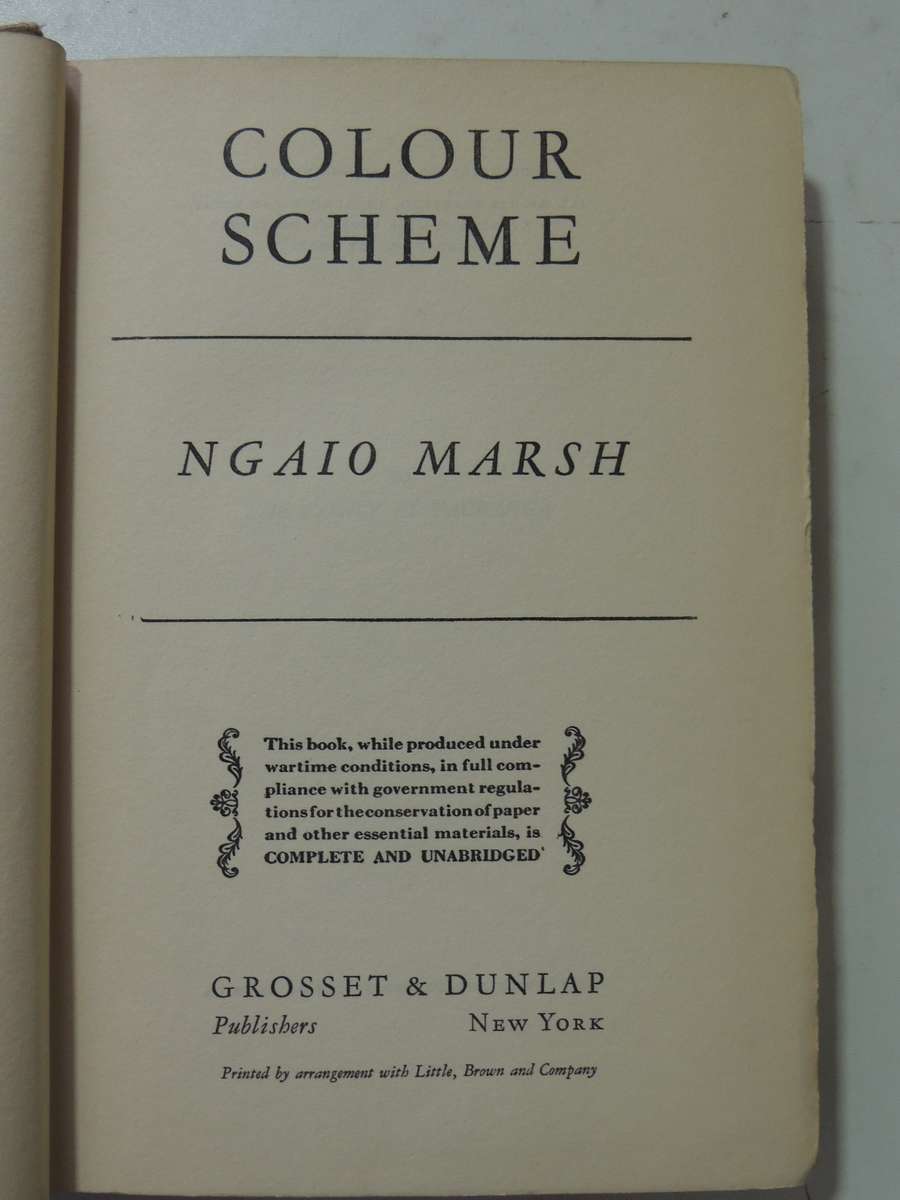 COLOUR
SCHEME
NGAIO MARSH
This book, while produced under
wartime conditions, in full com-
pliance with government regula-
tions for the conservation of paper
and other essential materials, is
COMPLETE AND UNABRIDGED
GROSSET & DUNLAP
Publishers NEW YORK
Printed by arrangement with Little, Brown and Company